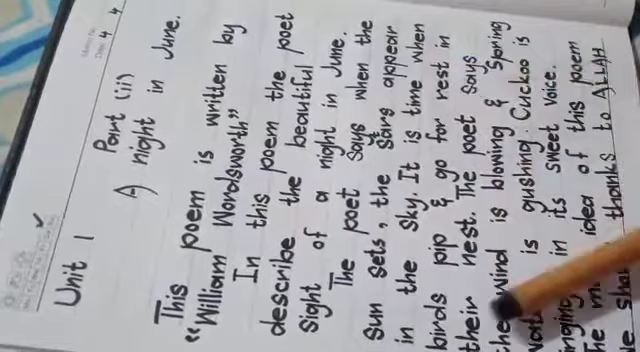 Unit 1
Part (ii)
A night in June.
This poem is written by
"William Wordsworth"
In this poem the poet
describe the beautiful poet
Sight of a night in June.
The poet Says when the
Sun Sets, the Sars appear
in the Sky. It is time when
birds pip & go for rest in
their nest. The poet Says
the Wind is blowing & Spring
is gushing. Cuckoo is
in its sweet voice.
idea of this poem
thanks to ALLAH